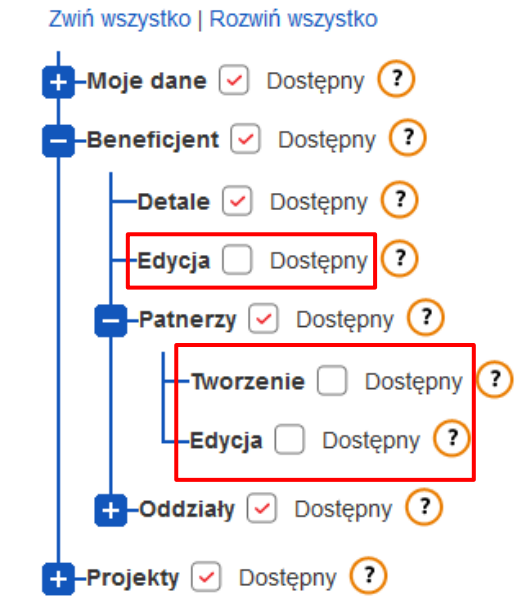 Zwiń wszystko | Rozwiń wszystko
Moje dane Dostępny ?
Beneficjent Dostępny ?
Detale Dostępny ?
Edycja Dostępny ?
Patnerzy Dostępny ?
Tworzenie Dostępny ?
Edycja Dostępny ?
Oddziały Dostępny ?
Projekty Dostępny ?